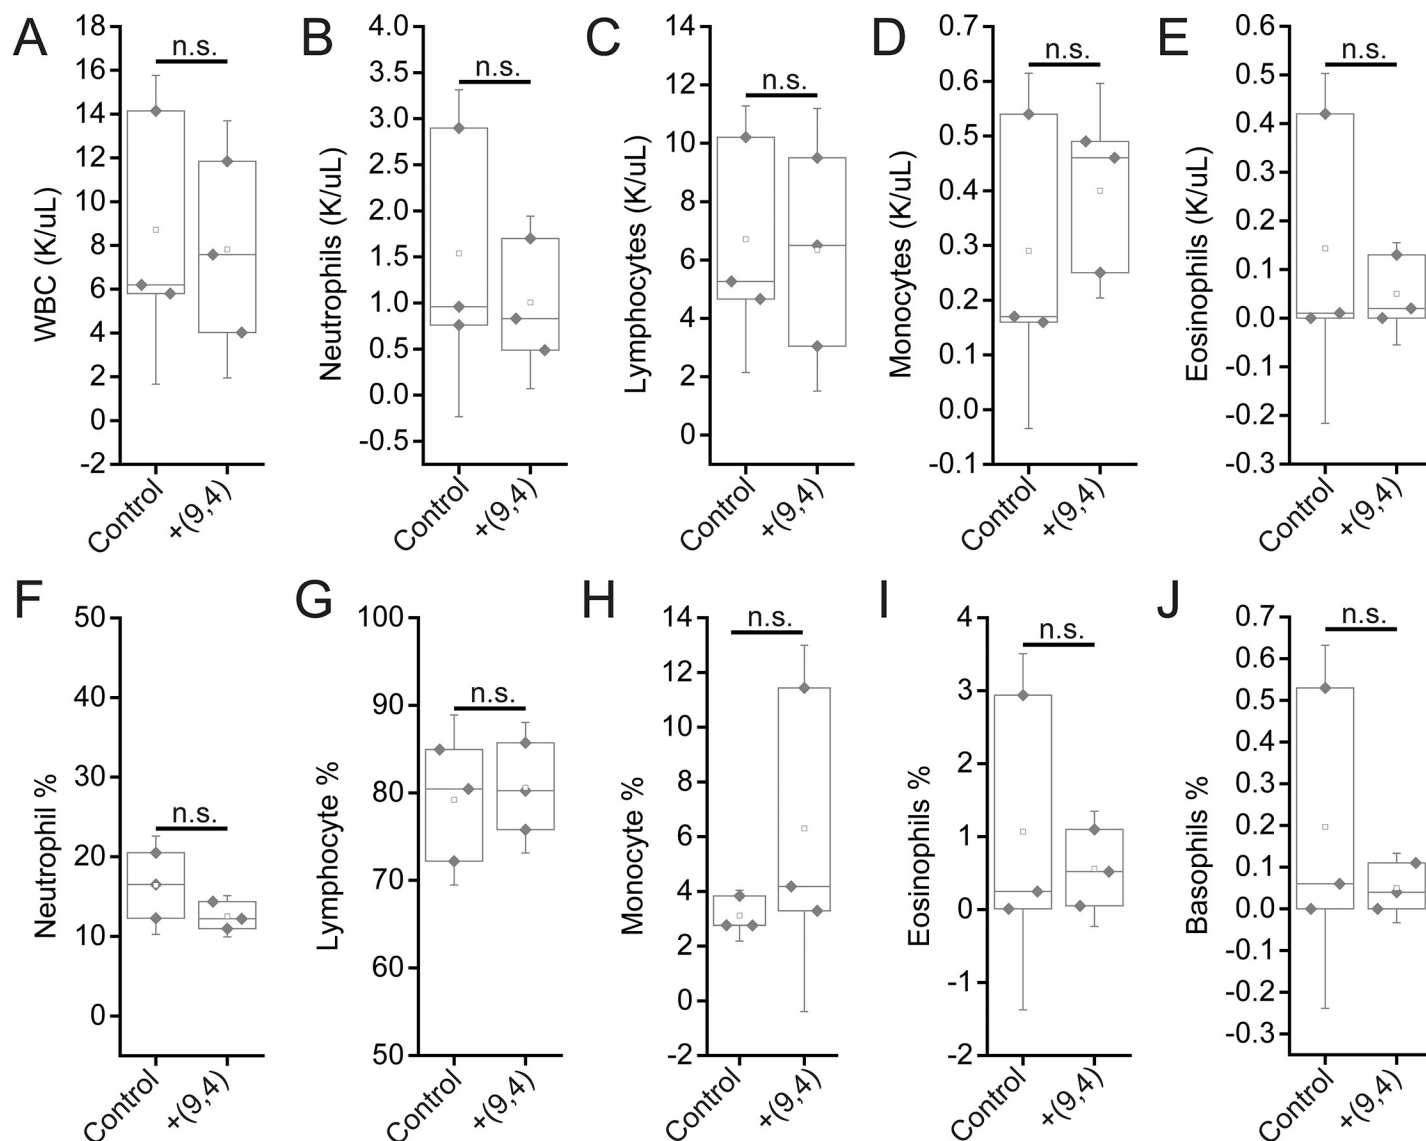 A
WBC (K/uL)
18
16
14
12
10
8
6
4
2
0
-2
n.s.
Control
+(9,4)
B
Neutrophils (K/uL)
4.0
3.5
3.0
2.5
2.0
1.5
1.0
0.5
0.0
-0.5
n.s.
Control
+(9,4)
C
Lymphocytes (K/uL)
14
12
10
8
6
4
2
0
n.s.
Control
+(9,4)
D
Monocytes (K/uL)
0.7
0.6
0.5
0.4
0.3
0.2
0.1
0.0
-0.1
n.s.
Control
+(9,4)
E
Eosinophils (K/uL)
0.6
0.5
0.4
0.3
0.2
0.1
0.0
-0.1
-0.2
-0.3
n.s.
Control
+(9,4)
F
Neutrophil %
50
40
30
20
10
0
n.s.
Control
+(9,4)
G
Lymphocyte %
100
90
80
70
60
50
n.s.
Control
+(9,4)
H
Monocyte %
14
12
10
8
6
4
2
0
-2
n.s.
Control
+(9,4)
I
Eosinophils %
4
3
2
1
0
-1
-2
n.s.
Control
+(9,4)
J
Basophils %
0.7
0.6
0.5
0.4
0.3
0.2
0.1
0.0
-0.1
-0.2
-0.3
n.s.
Control
+(9,4)